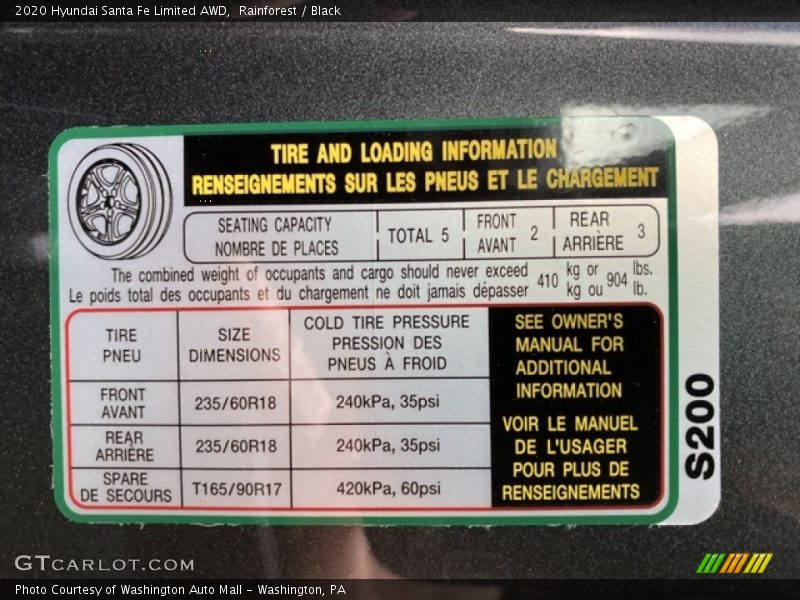 2020 Hyundai Santa Fe Limited AWD, Rainforest / Black
TIRE AND LOADING INFORMATION
RENSEIGNEMENTS SUR LES PNEUS ET LE CHARGEMENT
SEATING CAPACITY
NOMBRE DE PLACES
TOTAL 5
FRONT
AVANT
2
REAR
ARRIÈRE
3
The combined weight of occupants and cargo should never exceed 410 kg or 904 lbs.
Le poids total des occupants et du chargement ne doit jamais dépasser kg ou lb.
TIRE
PNEU
SIZE
DIMENSIONS
COLD TIRE PRESSURE
PRESSION DES
PNEUS À FROID
FRONT
AVANT
235/60R18
240kPa, 35psi
REAR
ARRIÈRE
235/60R18
240kPa, 35psi
SPARE
DE SECOURS
T165/90R17
420kPa, 60psi
SEE OWNER'S
MANUAL FOR
ADDITIONAL
INFORMATION
VOIR LE MANUEL
DE L'USAGER
POUR PLUS DE
RENSEIGNEMENTS
S200
GTCARLOT.COM
Photo Courtesy of Washington Auto Mall - Washington, PA